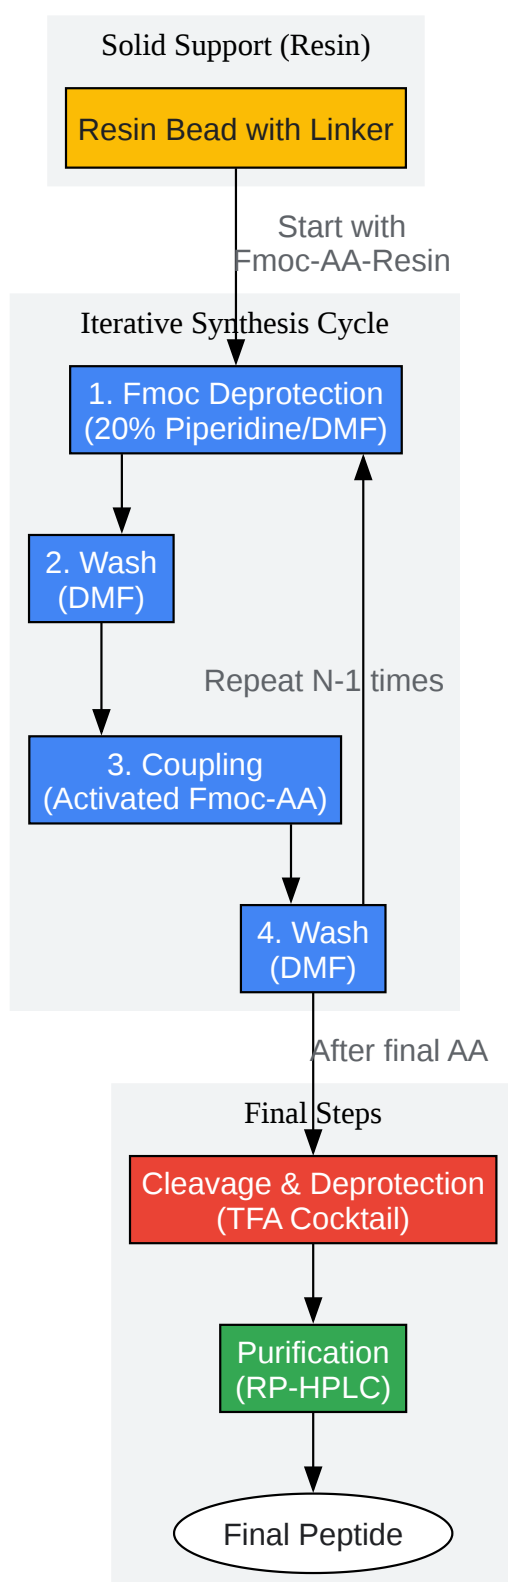 Solid Support (Resin)
Resin Bead with Linker
Start with
Fmoc-AA-Resin
Iterative Synthesis Cycle
1. Fmoc Deprotection
(20% Piperidine/DMF)
2. Wash
(DMF)
Repeat N-1 times
3. Coupling
(Activated Fmoc-AA)
4. Wash
(DMF)
After final AA
Final Steps
Cleavage & Deprotection
(TFA Cocktail)
Purification
(RP-HPLC)
Final Peptide